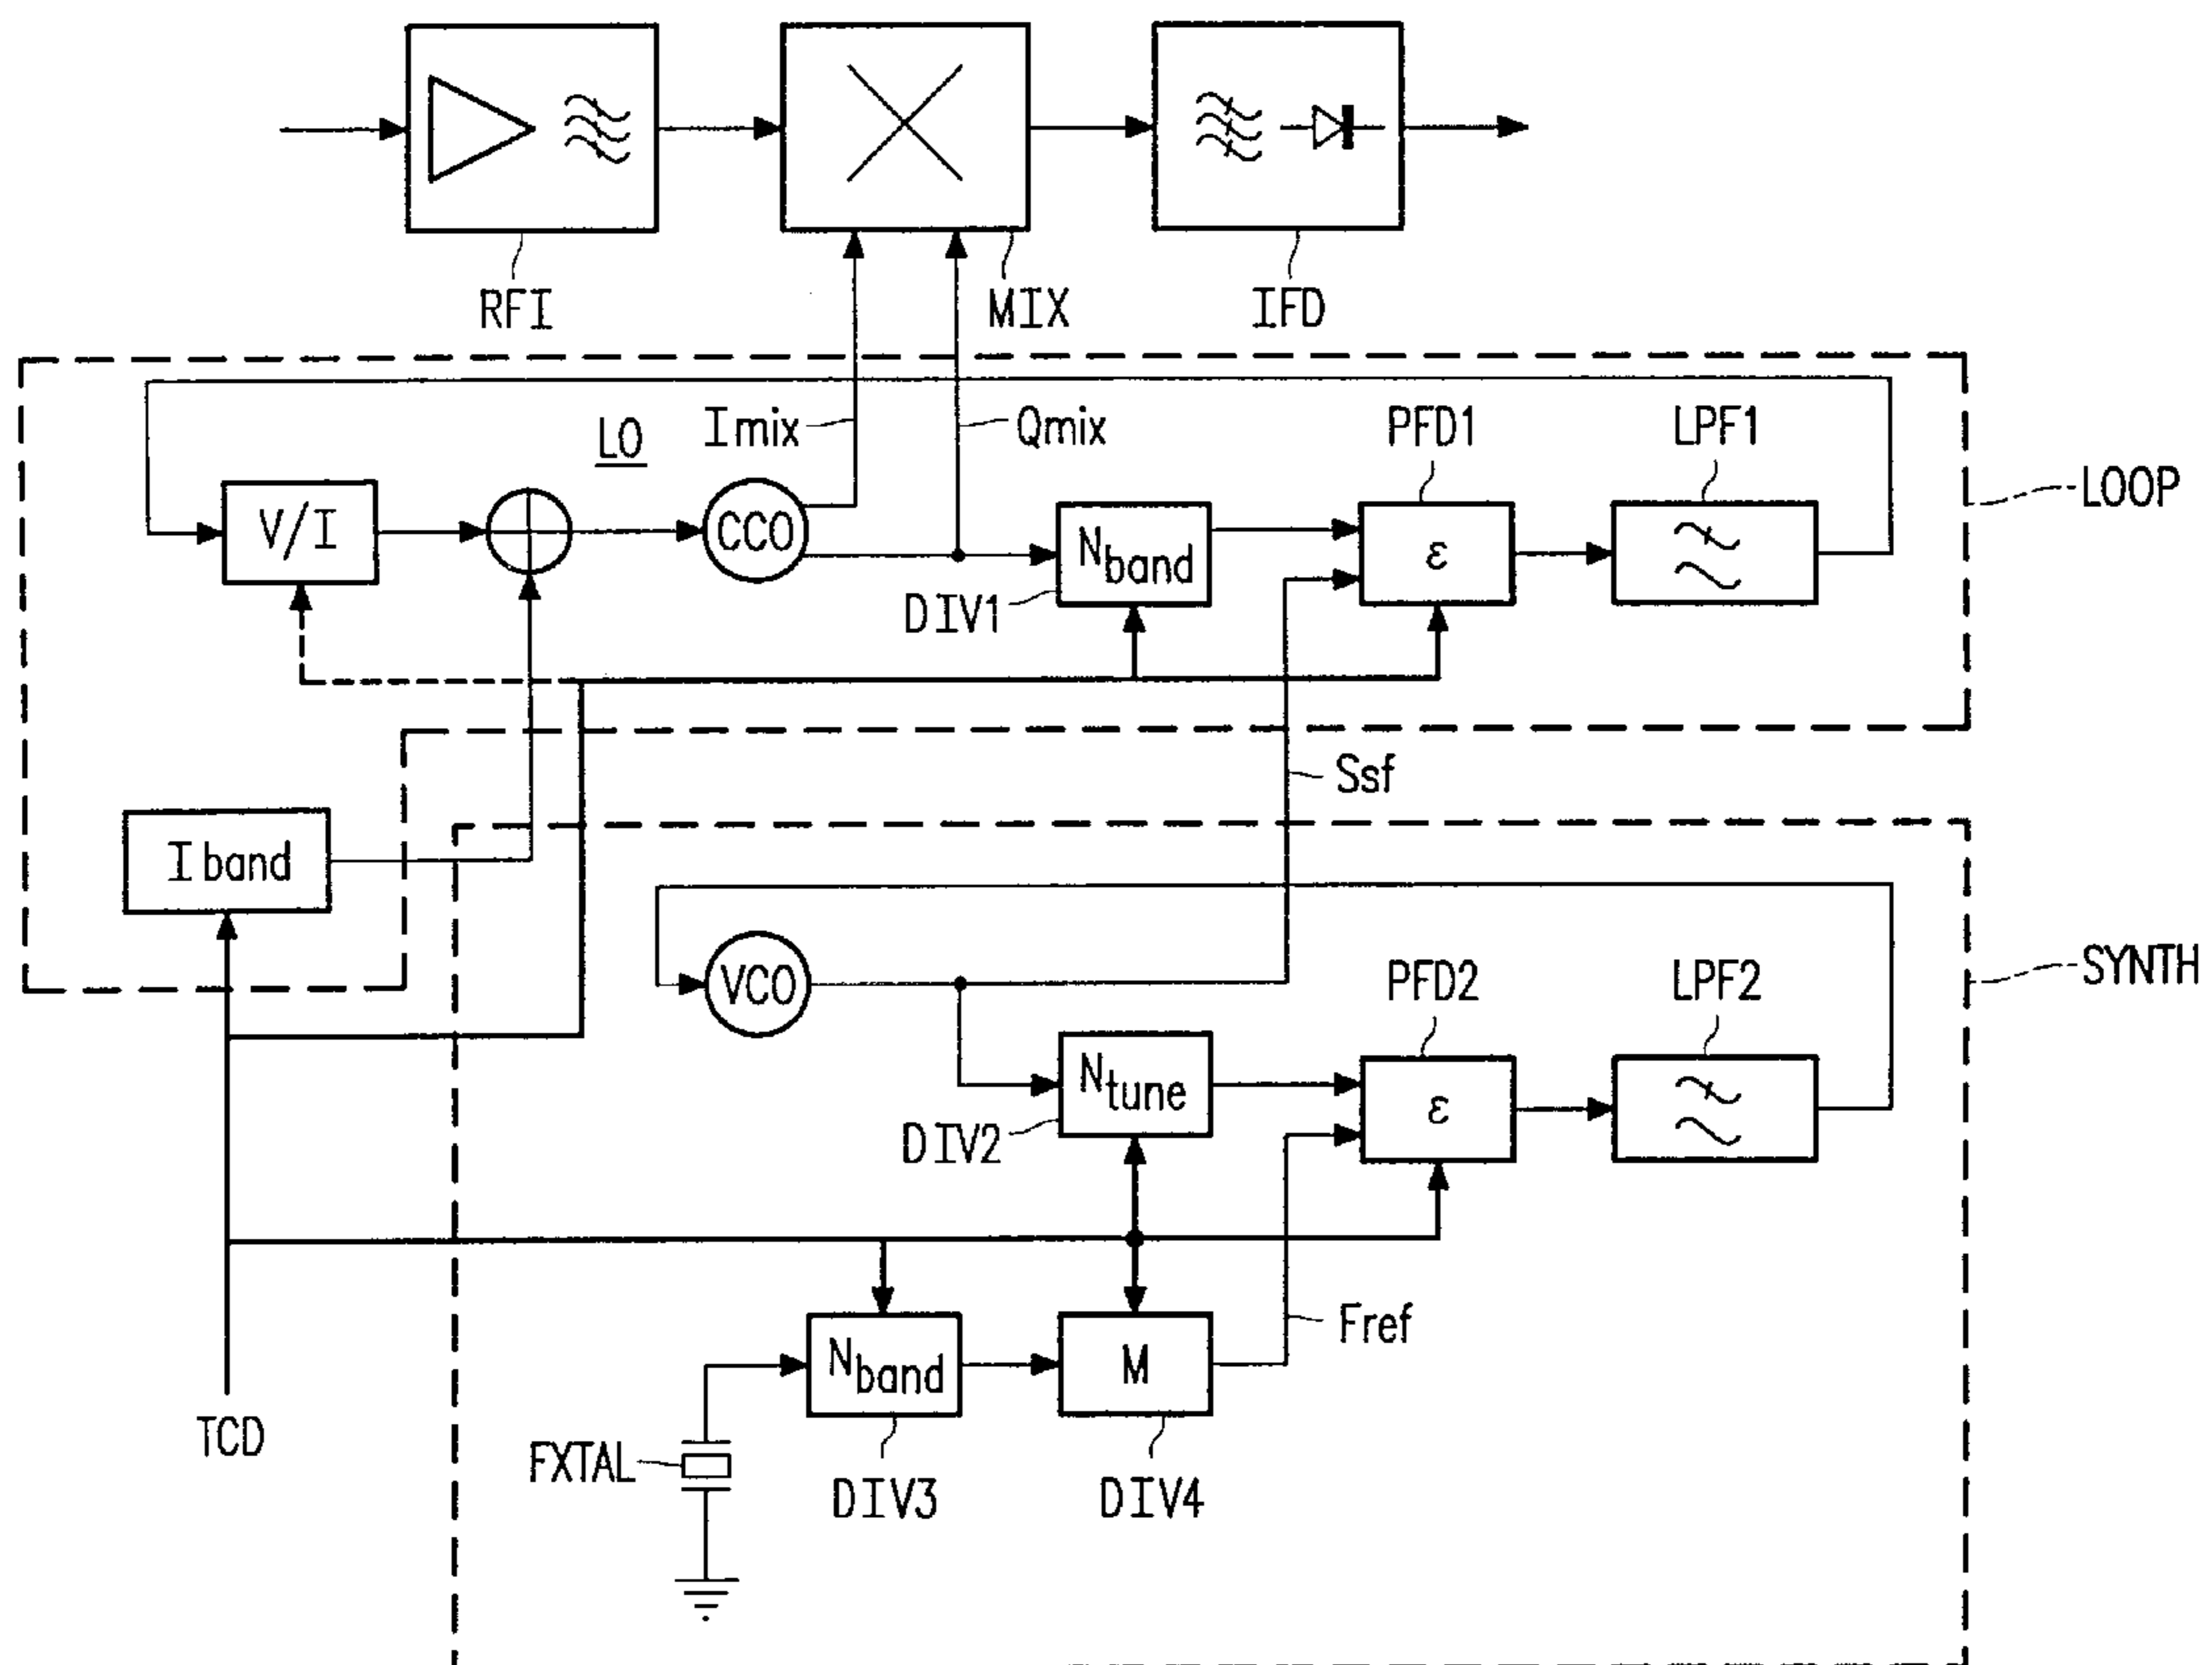 RFI
MIX
IFD
LO
Imix
Qmix
PFD1
LPF1
LOOP
V/I
CCO
Nband
ε
DIV1
Ssf
Iband
VCO
PFD2
LPF2
SYNTH
Ntune
ε
DIV2
Fref
Nband
M
TCD
FXTAL
DIV3
DIV4